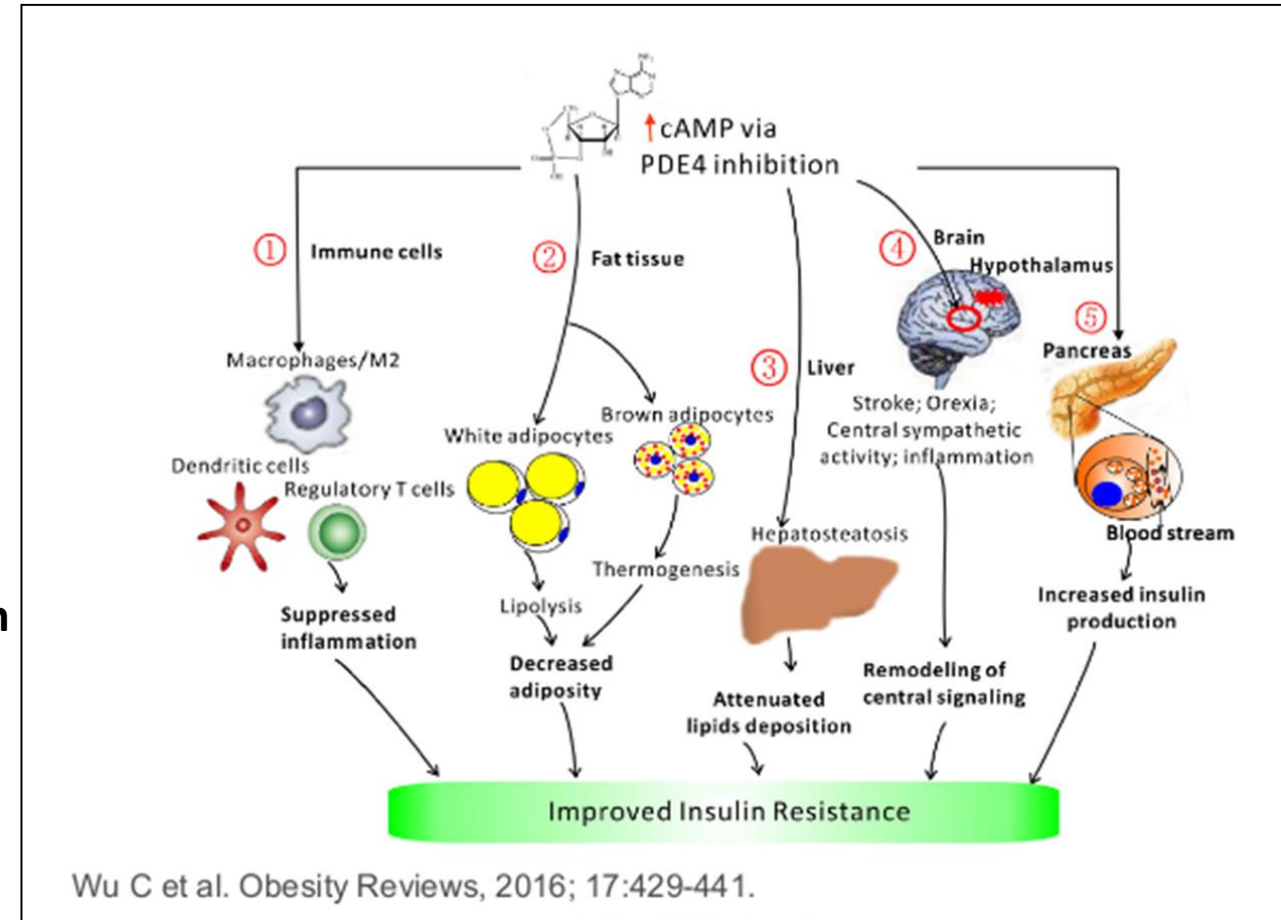 ↑cAMP via
PDE4 inhibition
① Immune cells
Macrophages/M2
Dendritic cells
Regulatory T cells
Suppressed
inflammation
② Fat tissue
White adipocytes
Brown adipocytes
Thermogenesis
Lipolysis
Decreased
adiposity
③ Liver
Hepatosteatosis
Attenuated
lipids deposition
④ Brain
Hypothalamus
Stroke; Orexia;
Central sympathetic
activity; inflammation
Remodeling of
central signaling
⑤
Pancreas
Blood stream
Increased insulin
production
Improved Insulin Resistance
Wu C et al. Obesity Reviews, 2016; 17:429-441.